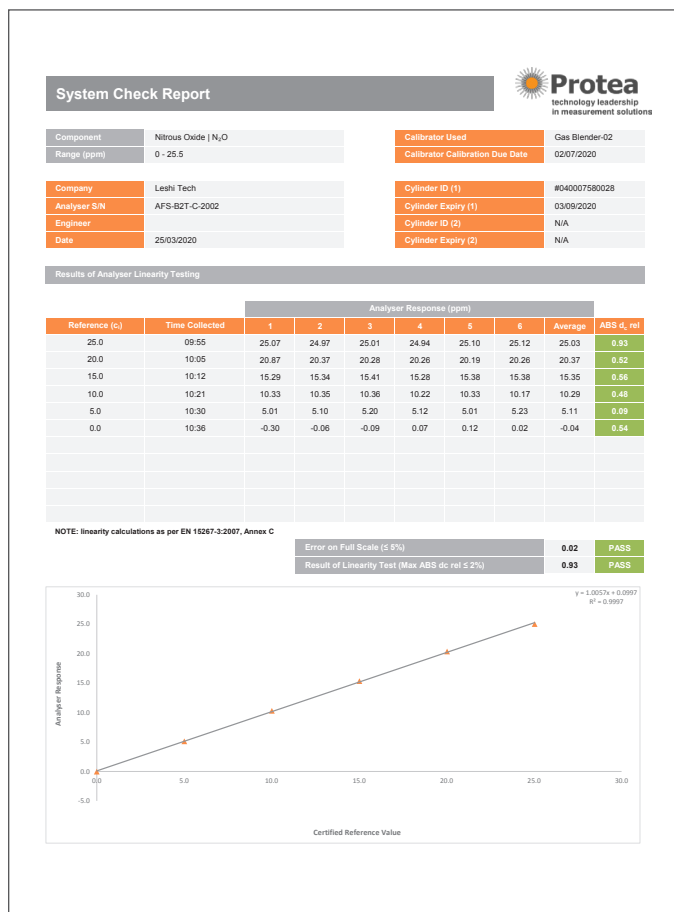 System Check Report
Protea
technology leadership
in measurement solutions
Component Nitrous Oxide | N₂O Calibrator Used Gas Blender-02
Range (ppm) 0 - 25.5 Calibrator Calibration Due Date 02/07/2020
Company Leshi Tech Cylinder ID (1) #040007580028
Analyser S/N AFS-B2T-C-2002 Cylinder Expiry (1) 03/09/2020
Engineer Cylinder ID (2) N/A
Date 25/03/2020 Cylinder Expiry (2) N/A
Results of Analyser Linearity Testing
Analyser Response (ppm)
Reference (cᵢ) Time Collected 1 2 3 4 5 6 Average ABS d꜀ rel
25.0 09:55 25.07 24.97 25.01 24.94 25.10 25.12 25.03 0.93
20.0 10:05 20.87 20.37 20.28 20.26 20.19 20.26 20.37 0.52
15.0 10:12 15.29 15.34 15.41 15.28 15.38 15.38 15.35 0.56
10.0 10:21 10.33 10.35 10.36 10.22 10.33 10.17 10.29 0.48
5.0 10:30 5.01 5.10 5.20 5.12 5.01 5.23 5.11 0.09
0.0 10:36 -0.30 -0.06 -0.09 0.07 0.12 0.02 -0.04 0.54
NOTE: linearity calculations as per EN 15267-3:2007, Annex C
Error on Full Scale (≤ 5%) 0.02 PASS
Result of Linearity Test (Max ABS dc rel ≤ 2%) 0.93 PASS
y = 1.0057x + 0.0997
R² = 0.9997
30.0
25.0
20.0
15.0
10.0
5.0
0.0
-5.0
Analyser Response
0.0 5.0 10.0 15.0 20.0 25.0 30.0
Certified Reference Value